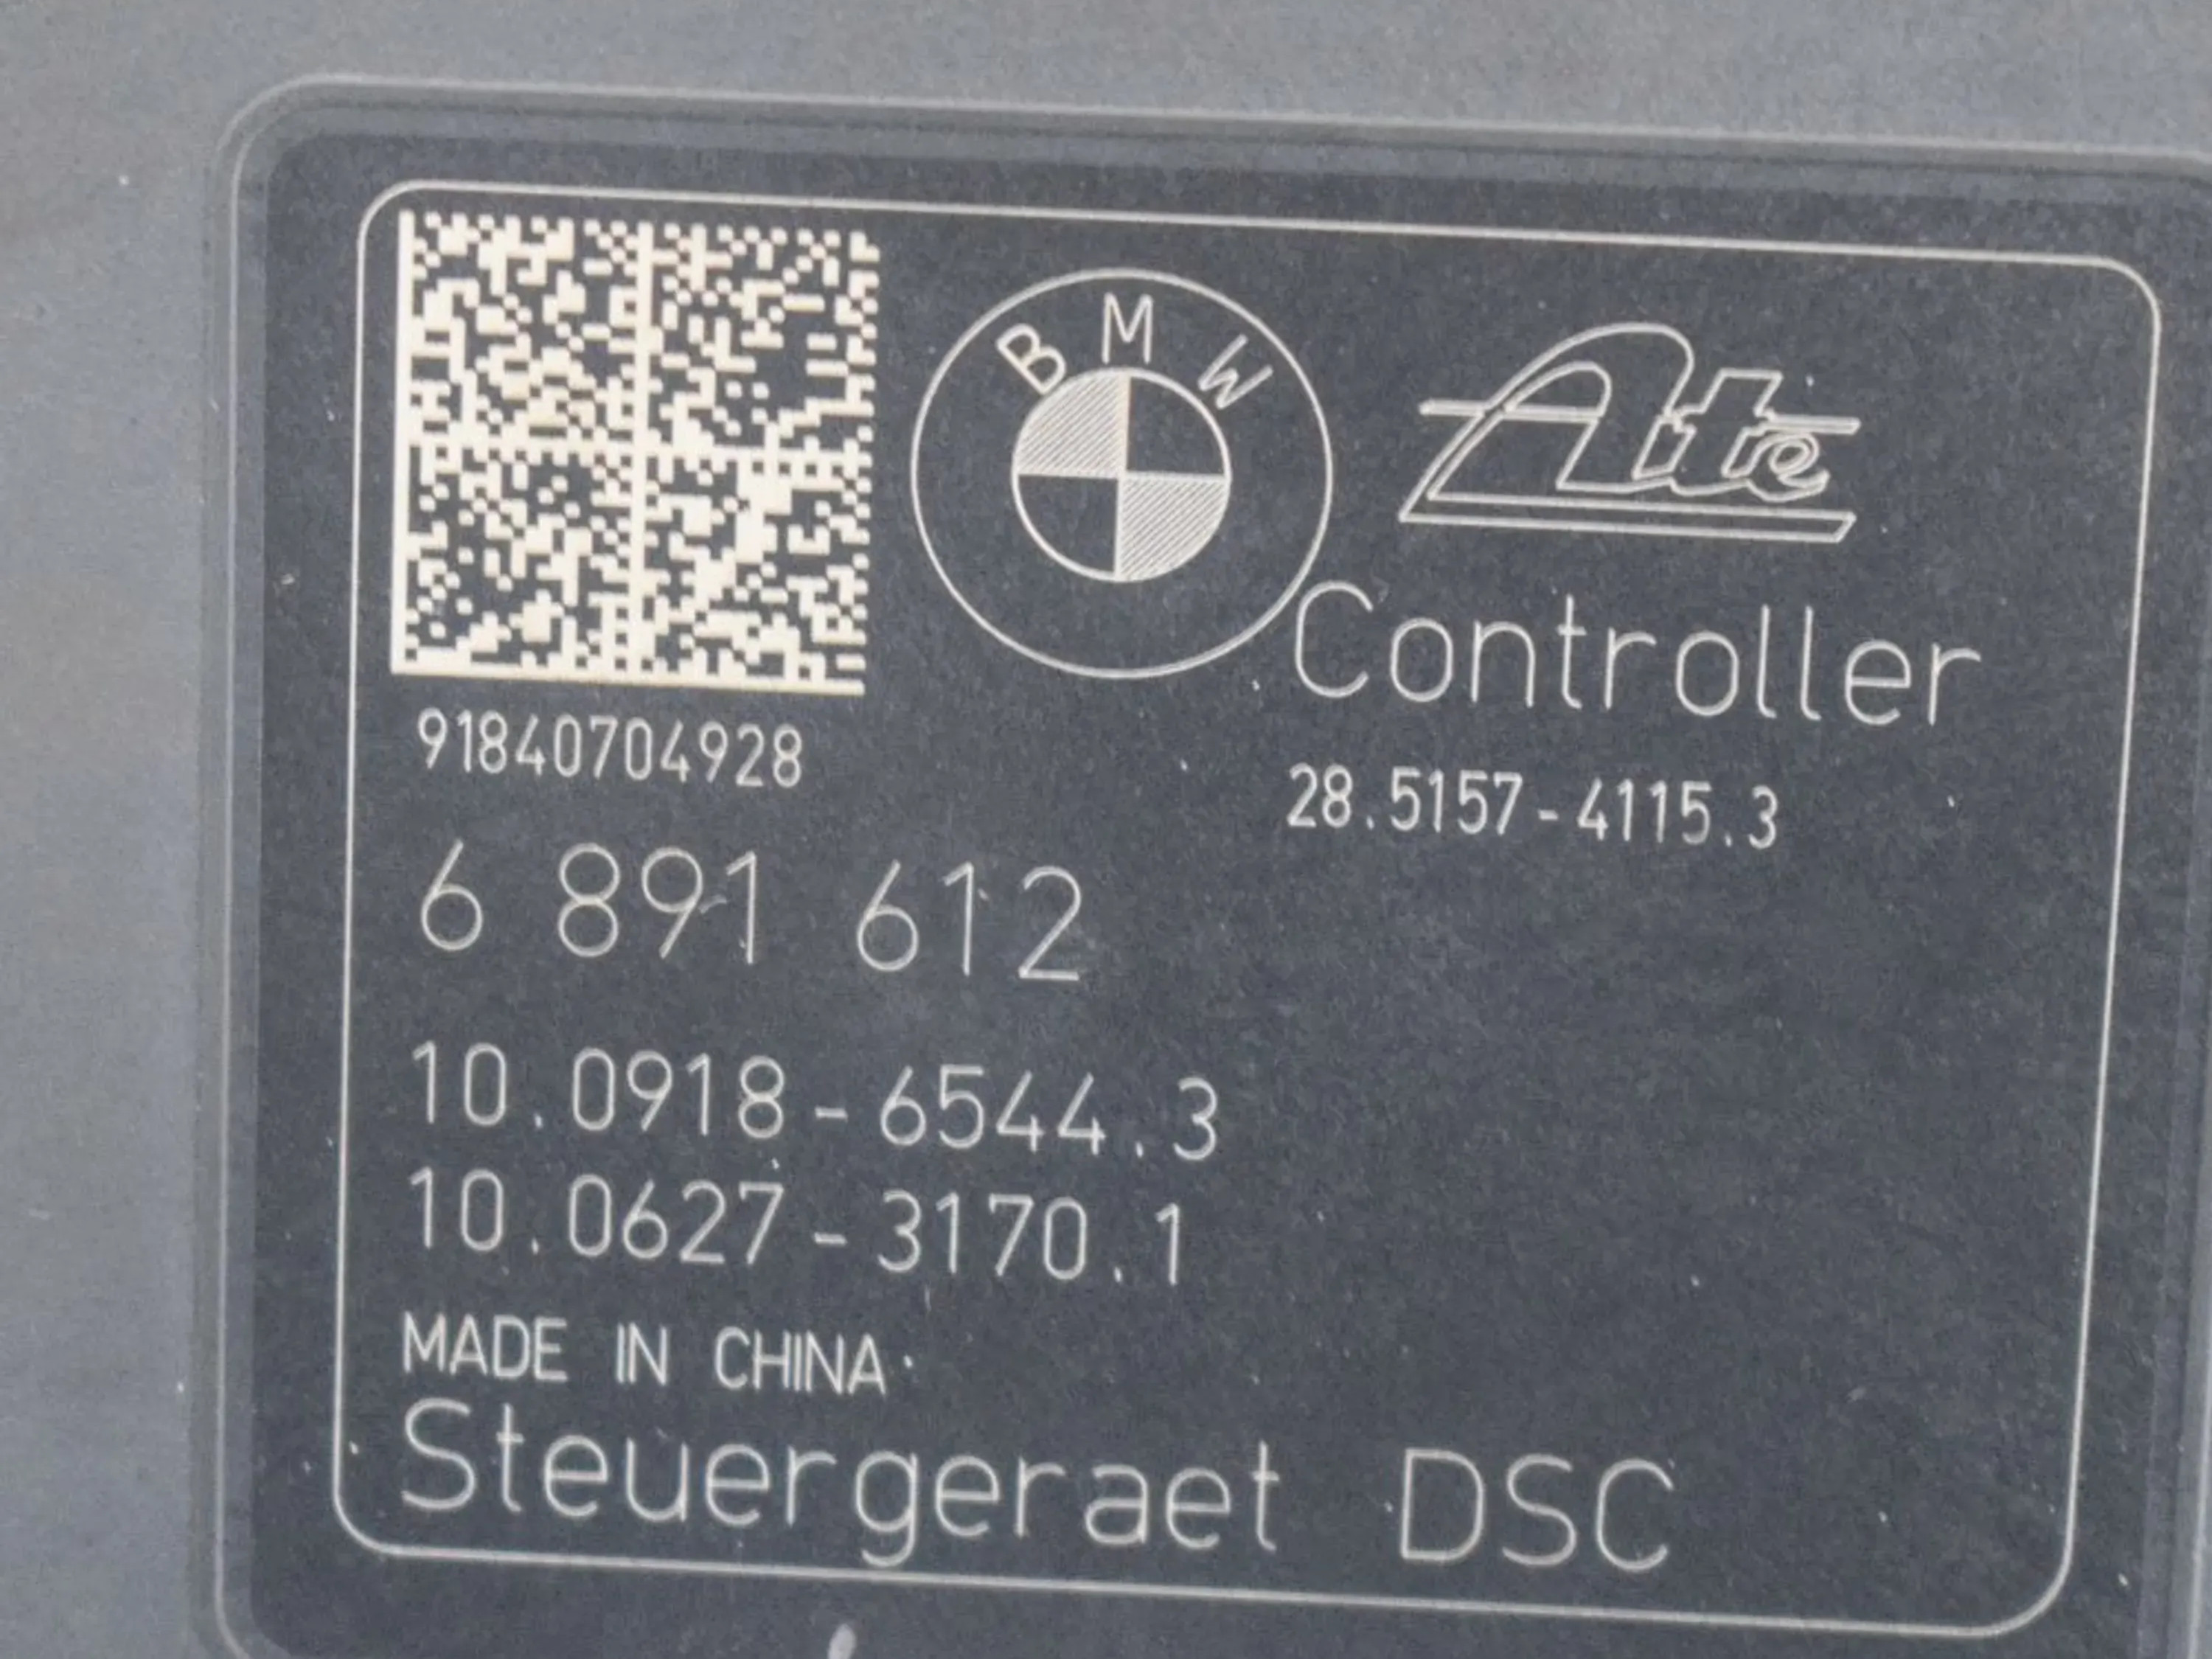 BMW
Ate
Controller
91840704928
28.5157-4115.3
6 891 612
10.0918-6544.3
10.0627-3170.1
MADE IN CHINA
Steuergeraet DSC